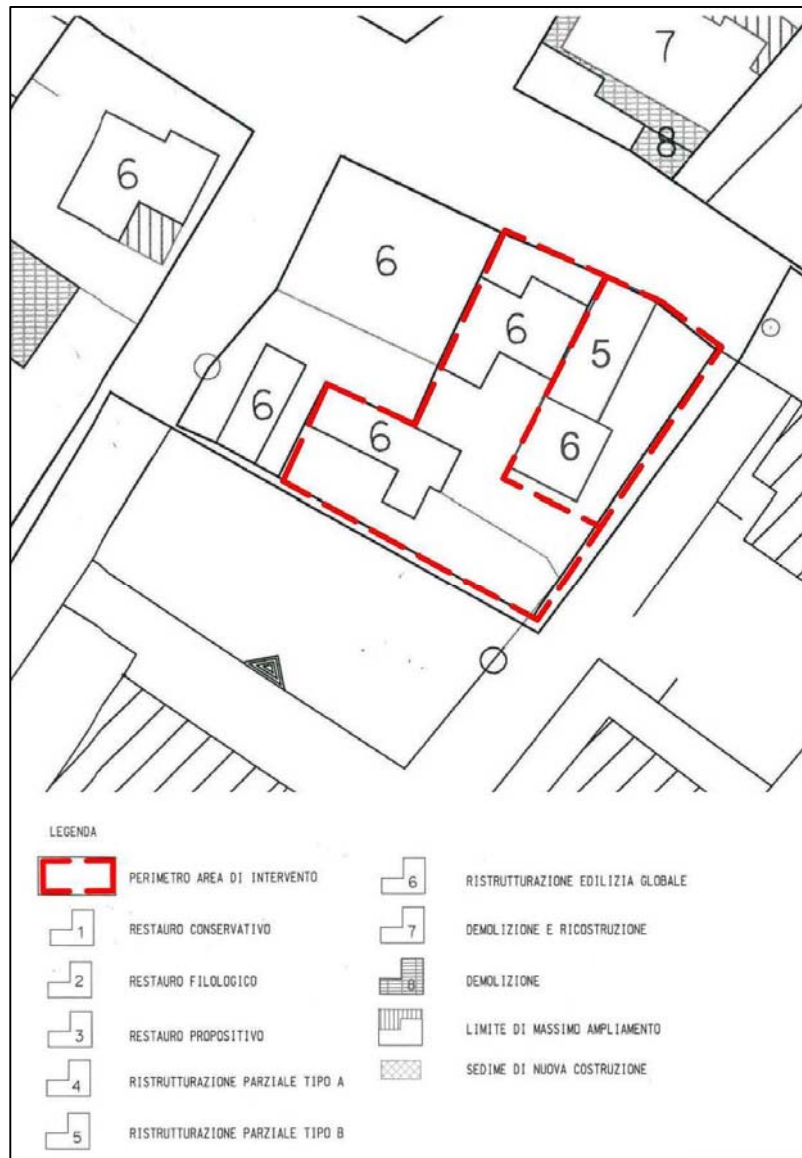 7
8
6
6
6
5
6
6
6
LEGENDA
PERIMETRO AREA DI INTERVENTO
1 RESTAURO CONSERVATIVO
2 RESTAURO FILOLOGICO
3 RESTAURO PROPOSITIVO
4 RISTRUTTURAZIONE PARZIALE TIPO A
5 RISTRUTTURAZIONE PARZIALE TIPO B
6 RISTRUTTURAZIONE EDILIZIA GLOBALE
7 DEMOLIZIONE E RICOSTRUZIONE
8 DEMOLIZIONE
LIMITE DI MASSIMO AMPLIAMENTO
SEDIME DI NUOVA COSTRUZIONE